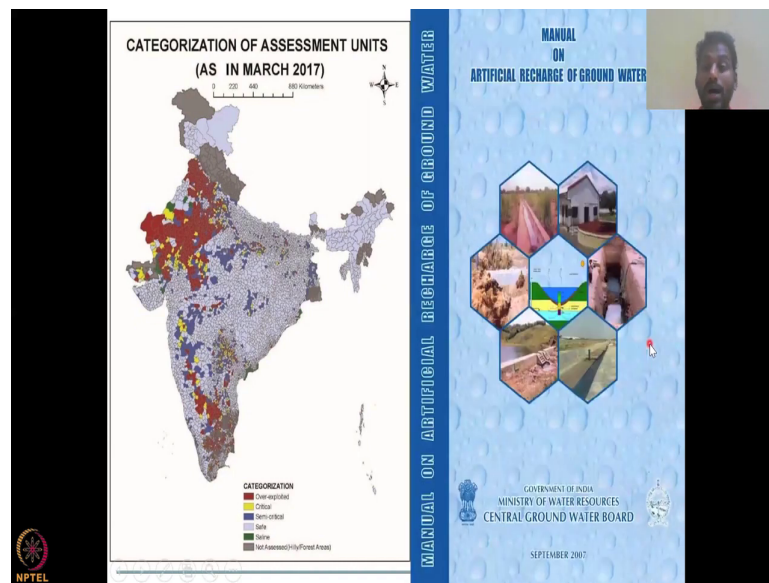 CATEGORIZATION OF ASSESSMENT UNITS
(AS IN MARCH 2017)
N
W E
S
0 220 440 880 Kilometers
CATEGORIZATION
Over-exploited
Critical
Semi-critical
Safe
Saline
Not Assessed(Hilly/Forest Areas)
MANUAL ON ARTIFICIAL RECHARGE OF GROUND WATER
MANUAL
ON
ARTIFICIAL RECHARGE OF GROUND WATER
GOVERNMENT OF INDIA
MINISTRY OF WATER RESOURCES
CENTRAL GROUND WATER BOARD
SEPTEMBER 2007
NPTEL